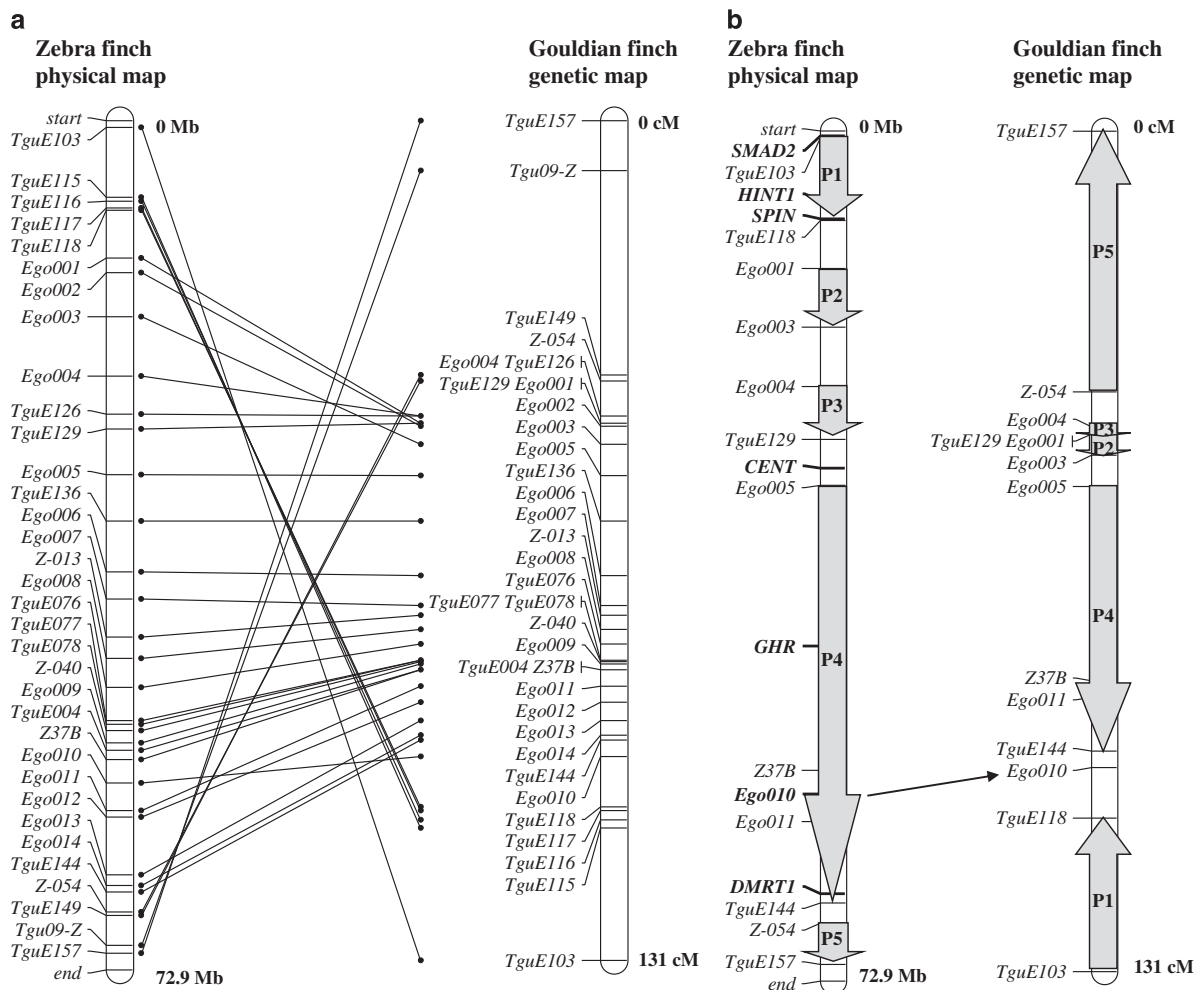 a
Zebra finch
physical map
Gouldian finch
genetic map
start
0 Mb
TguE103
TguE115
TguE116
TguE117
TguE118
Ego001
Ego002
Ego003
Ego004
TguE126
TguE129
Ego005
TguE136
Ego006
Ego007
Z-013
Ego008
TguE076
TguE077
TguE078
Z-040
Ego009
TguE004
Z37B
Ego010
Ego011
Ego012
Ego013
Ego014
TguE144
Z-054
TguE149
Tgu09-Z
TguE157
end
72.9 Mb
TguE157
0 cM
Tgu09-Z
TguE149
Z-054
Ego004 TguE126
TguE129 Ego001
Ego002
Ego003
Ego005
TguE136
Ego006
Ego007
Z-013
Ego008
TguE076
TguE077 TguE078
Z-040
Ego009
TguE004 Z37B
Ego011
Ego012
Ego013
Ego014
TguE144
Ego010
TguE118
TguE117
TguE116
TguE115
TguE103
131 cM
b
Zebra finch
physical map
Gouldian finch
genetic map
start
0 Mb
SMAD2
TguE103
P1
HINT1
SPIN
TguE118
Ego001
P2
Ego003
Ego004
P3
TguE129
CENT
Ego005
GHR
P4
Z37B
Ego010
Ego011
DMRT1
TguE144
Z-054
P5
TguE157
72.9 Mb
end
TguE157
0 cM
P5
Z-054
Ego004
P3
TguE129 Ego001
P2
Ego003
Ego005
P4
Z37B
Ego011
TguE144
Ego010
TguE118
P1
TguE103
131 cM